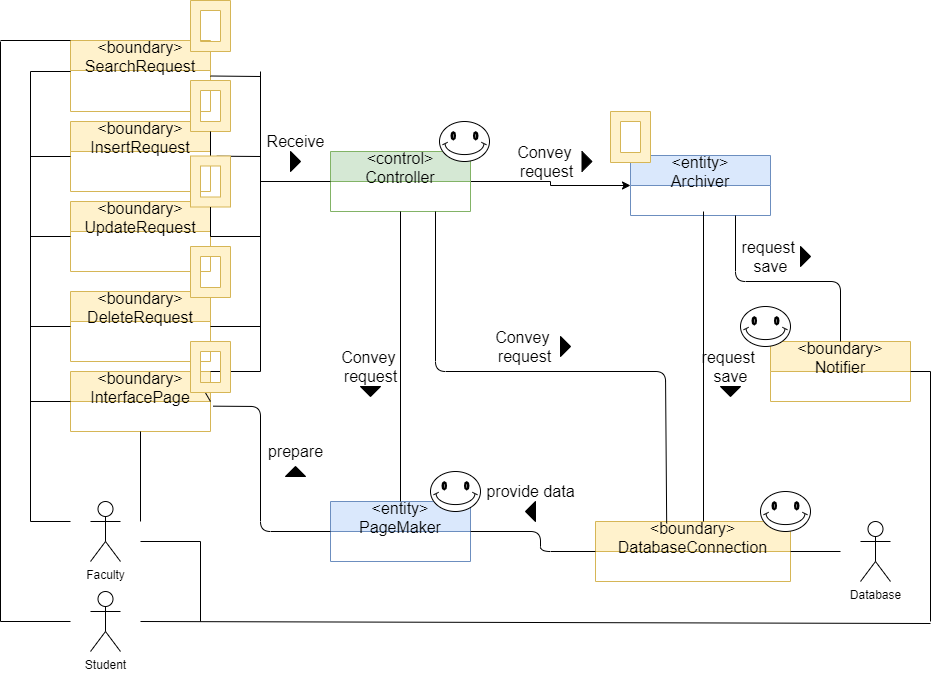 <boundary>
SearchRequest
<boundary>
InsertRequest
<boundary>
UpdateRequest
<boundary>
DeleteRequest
<boundary>
InterfacePage
Receive
<control>
Controller
Convey
request
<entity>
Archiver
request
save
Convey
request
Convey
request
request
save
<boundary>
Notifier
prepare
<entity>
PageMaker
provide data
<boundary>
DatabaseConnection
Faculty
Database
Student